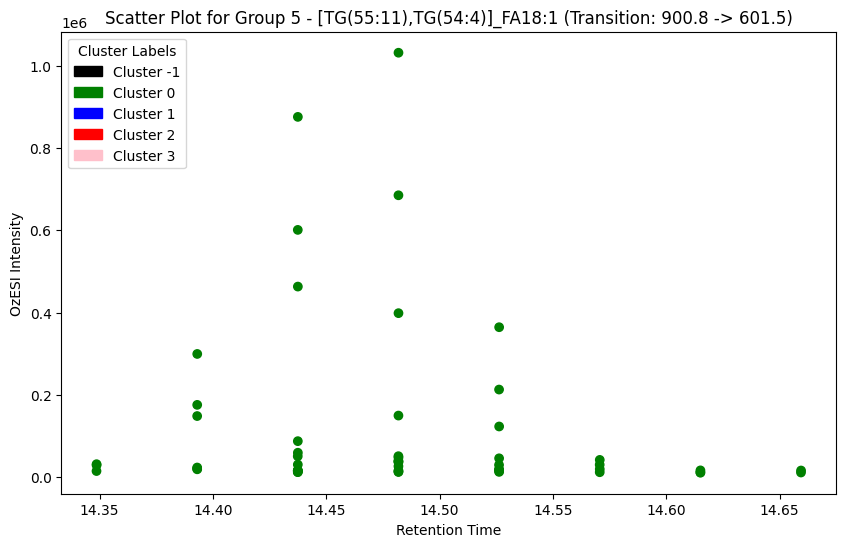 Scatter Plot for Group 5 - [TG(55:11),TG(54:4)]_FA18:1 (Transition: 900.8 -> 601.5)
1e6
Cluster Labels
Cluster -1
Cluster 0
Cluster 1
Cluster 2
Cluster 3
OzESI Intensity
1.0
0.8
0.6
0.4
0.2
0.0
14.35 14.40 14.45 14.50 14.55 14.60 14.65
Retention Time